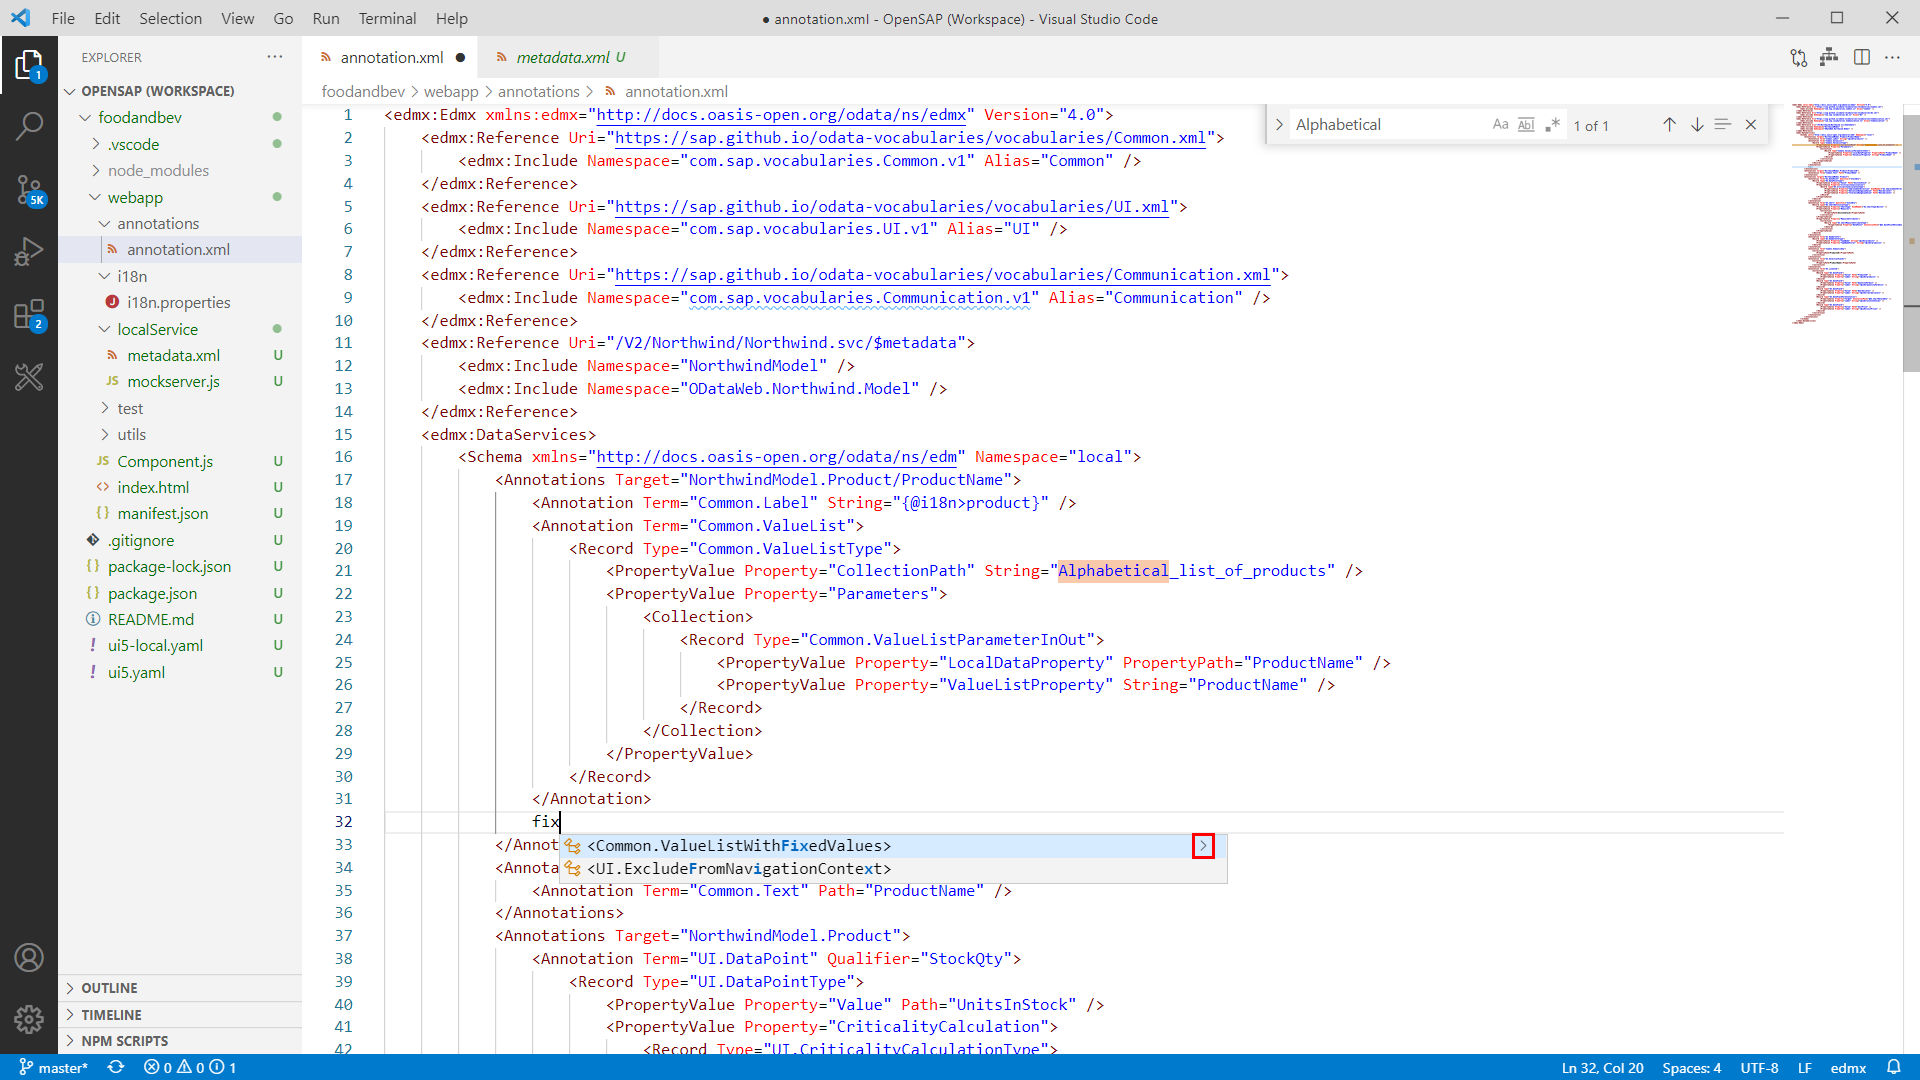 File Edit Selection View Go Run Terminal Help
● annotation.xml - OpenSAP (Workspace) - Visual Studio Code
EXPLORER
OPENSAP (WORKSPACE)
foodandbev
.vscode
node_modules
webapp
annotations
annotation.xml
i18n
i18n.properties
localService
metadata.xml U
mockserver.js U
test
utils
Component.js U
index.html U
manifest.json U
.gitignore U
package-lock.json U
package.json U
README.md U
ui5-local.yaml U
ui5.yaml U
OUTLINE
TIMELINE
NPM SCRIPTS
1
5K
2
annotation.xml ●
metadata.xml U
foodandbev > webapp > annotations > annotation.xml
Alphabetical Aa Abl .* 1 of 1
1 <edmx:Edmx xmlns:edmx="http://docs.oasis-open.org/odata/ns/edmx" Version="4.0">
2 <edmx:Reference Uri="https://sap.github.io/odata-vocabularies/vocabularies/Common.xml">
3 <edmx:Include Namespace="com.sap.vocabularies.Common.v1" Alias="Common" />
4 </edmx:Reference>
5 <edmx:Reference Uri="https://sap.github.io/odata-vocabularies/vocabularies/UI.xml">
6 <edmx:Include Namespace="com.sap.vocabularies.UI.v1" Alias="UI" />
7 </edmx:Reference>
8 <edmx:Reference Uri="https://sap.github.io/odata-vocabularies/vocabularies/Communication.xml">
9 <edmx:Include Namespace="com.sap.vocabularies.Communication.v1" Alias="Communication" />
10 </edmx:Reference>
11 <edmx:Reference Uri="/V2/Northwind/Northwind.svc/$metadata">
12 <edmx:Include Namespace="NorthwindModel" />
13 <edmx:Include Namespace="ODataWeb.Northwind.Model" />
14 </edmx:Reference>
15 <edmx:DataServices>
16 <Schema xmlns="http://docs.oasis-open.org/odata/ns/edm" Namespace="local">
17 <Annotations Target="NorthwindModel.Product/ProductName">
18 <Annotation Term="Common.Label" String="{@i18n>product}" />
19 <Annotation Term="Common.ValueList">
20 <Record Type="Common.ValueListType">
21 <PropertyValue Property="CollectionPath" String="Alphabetical_list_of_products" />
22 <PropertyValue Property="Parameters">
23 <Collection>
24 <Record Type="Common.ValueListParameterInOut">
25 <PropertyValue Property="LocalDataProperty" PropertyPath="ProductName" />
26 <PropertyValue Property="ValueListProperty" String="ProductName" />
27 </Record>
28 </Collection>
29 </PropertyValue>
30 </Record>
31 </Annotation>
32 fix
33 </Annot
<Common.ValueListWithFixedValues> >
34 <Annota
<UI.ExcludeFromNavigationContext>
35 <Annotation Term="Common.Text" Path="ProductName" />
36 </Annotations>
37 <Annotations Target="NorthwindModel.Product">
38 <Annotation Term="UI.DataPoint" Qualifier="StockQty">
39 <Record Type="UI.DataPointType">
40 <PropertyValue Property="Value" Path="UnitsInStock" />
41 <PropertyValue Property="CriticalityCalculation">
42 <Record Type="UI.CriticalityCalculationType">
master* 0 0 1
Ln 32, Col 20 Spaces: 4 UTF-8 LF edmx